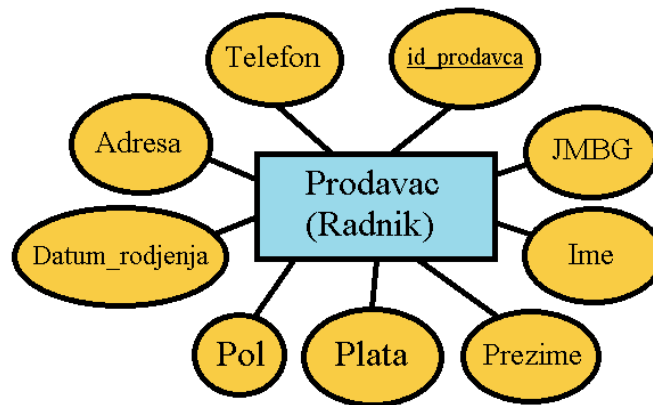 Telefon
id_prodavca
Adresa
JMBG
Prodavac
(Radnik)
Datum_rodjenja
Ime
Pol
Plata
Prezime